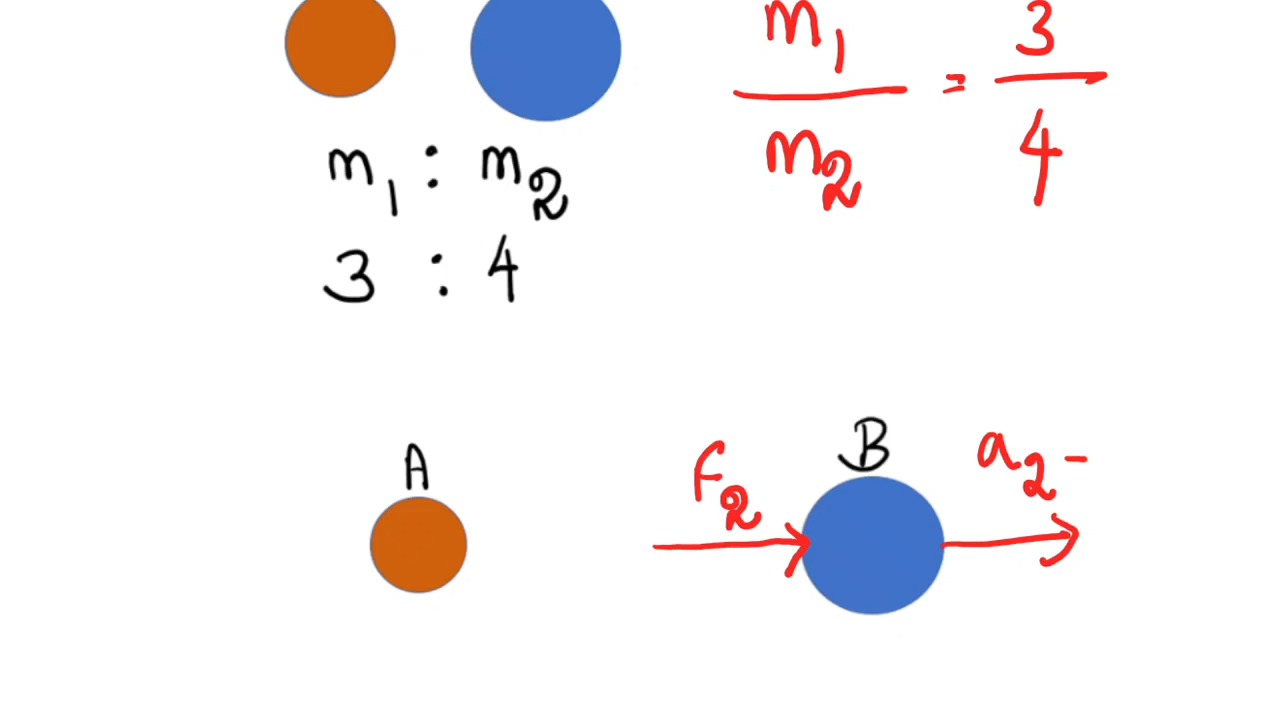 m₁ : m₂
3 : 4
m₁/m₂ = 3/4
A
B
F₂
a₂ -